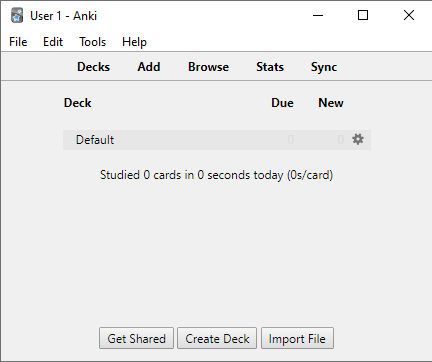 User 1 - Anki
File Edit Tools Help
Decks Add Browse Stats Sync
Deck Due New
Default 0 0
Studied 0 cards in 0 seconds today (0s/card)
Get Shared Create Deck Import File